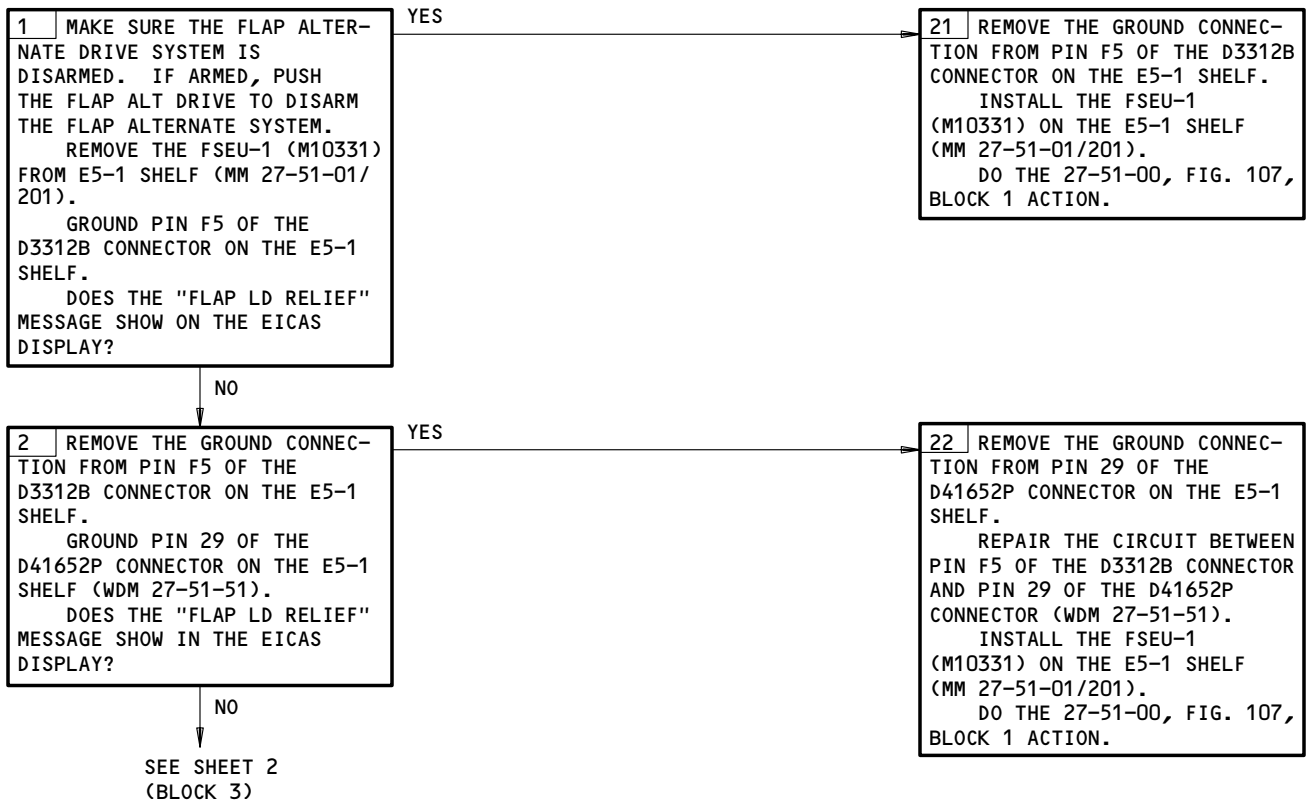 1 MAKE SURE THE FLAP ALTER-
NATE DRIVE SYSTEM IS
DISARMED. IF ARMED, PUSH
THE FLAP ALT DRIVE TO DISARM
THE FLAP ALTERNATE SYSTEM.
REMOVE THE FSEU-1 (M10331)
FROM E5-1 SHELF (MM 27-51-01/
201).
GROUND PIN F5 OF THE
D3312B CONNECTOR ON THE E5-1
SHELF.
DOES THE "FLAP LD RELIEF"
MESSAGE SHOW ON THE EICAS
DISPLAY?
YES
21 REMOVE THE GROUND CONNEC-
TION FROM PIN F5 OF THE D3312B
CONNECTOR ON THE E5-1 SHELF.
INSTALL THE FSEU-1
(M10331) ON THE E5-1 SHELF
(MM 27-51-01/201).
DO THE 27-51-00, FIG. 107,
BLOCK 1 ACTION.
NO
2 REMOVE THE GROUND CONNEC-
TION FROM PIN F5 OF THE
D3312B CONNECTOR ON THE E5-1
SHELF.
GROUND PIN 29 OF THE
D41652P CONNECTOR ON THE E5-1
SHELF (WDM 27-51-51).
DOES THE "FLAP LD RELIEF"
MESSAGE SHOW IN THE EICAS
DISPLAY?
YES
22 REMOVE THE GROUND CONNEC-
TION FROM PIN 29 OF THE
D41652P CONNECTOR ON THE E5-1
SHELF.
REPAIR THE CIRCUIT BETWEEN
PIN F5 OF THE D3312B CONNECTOR
AND PIN 29 OF THE D41652P
CONNECTOR (WDM 27-51-51).
INSTALL THE FSEU-1
(M10331) ON THE E5-1 SHELF
(MM 27-51-01/201).
DO THE 27-51-00, FIG. 107,
BLOCK 1 ACTION.
NO
SEE SHEET 2
(BLOCK 3)